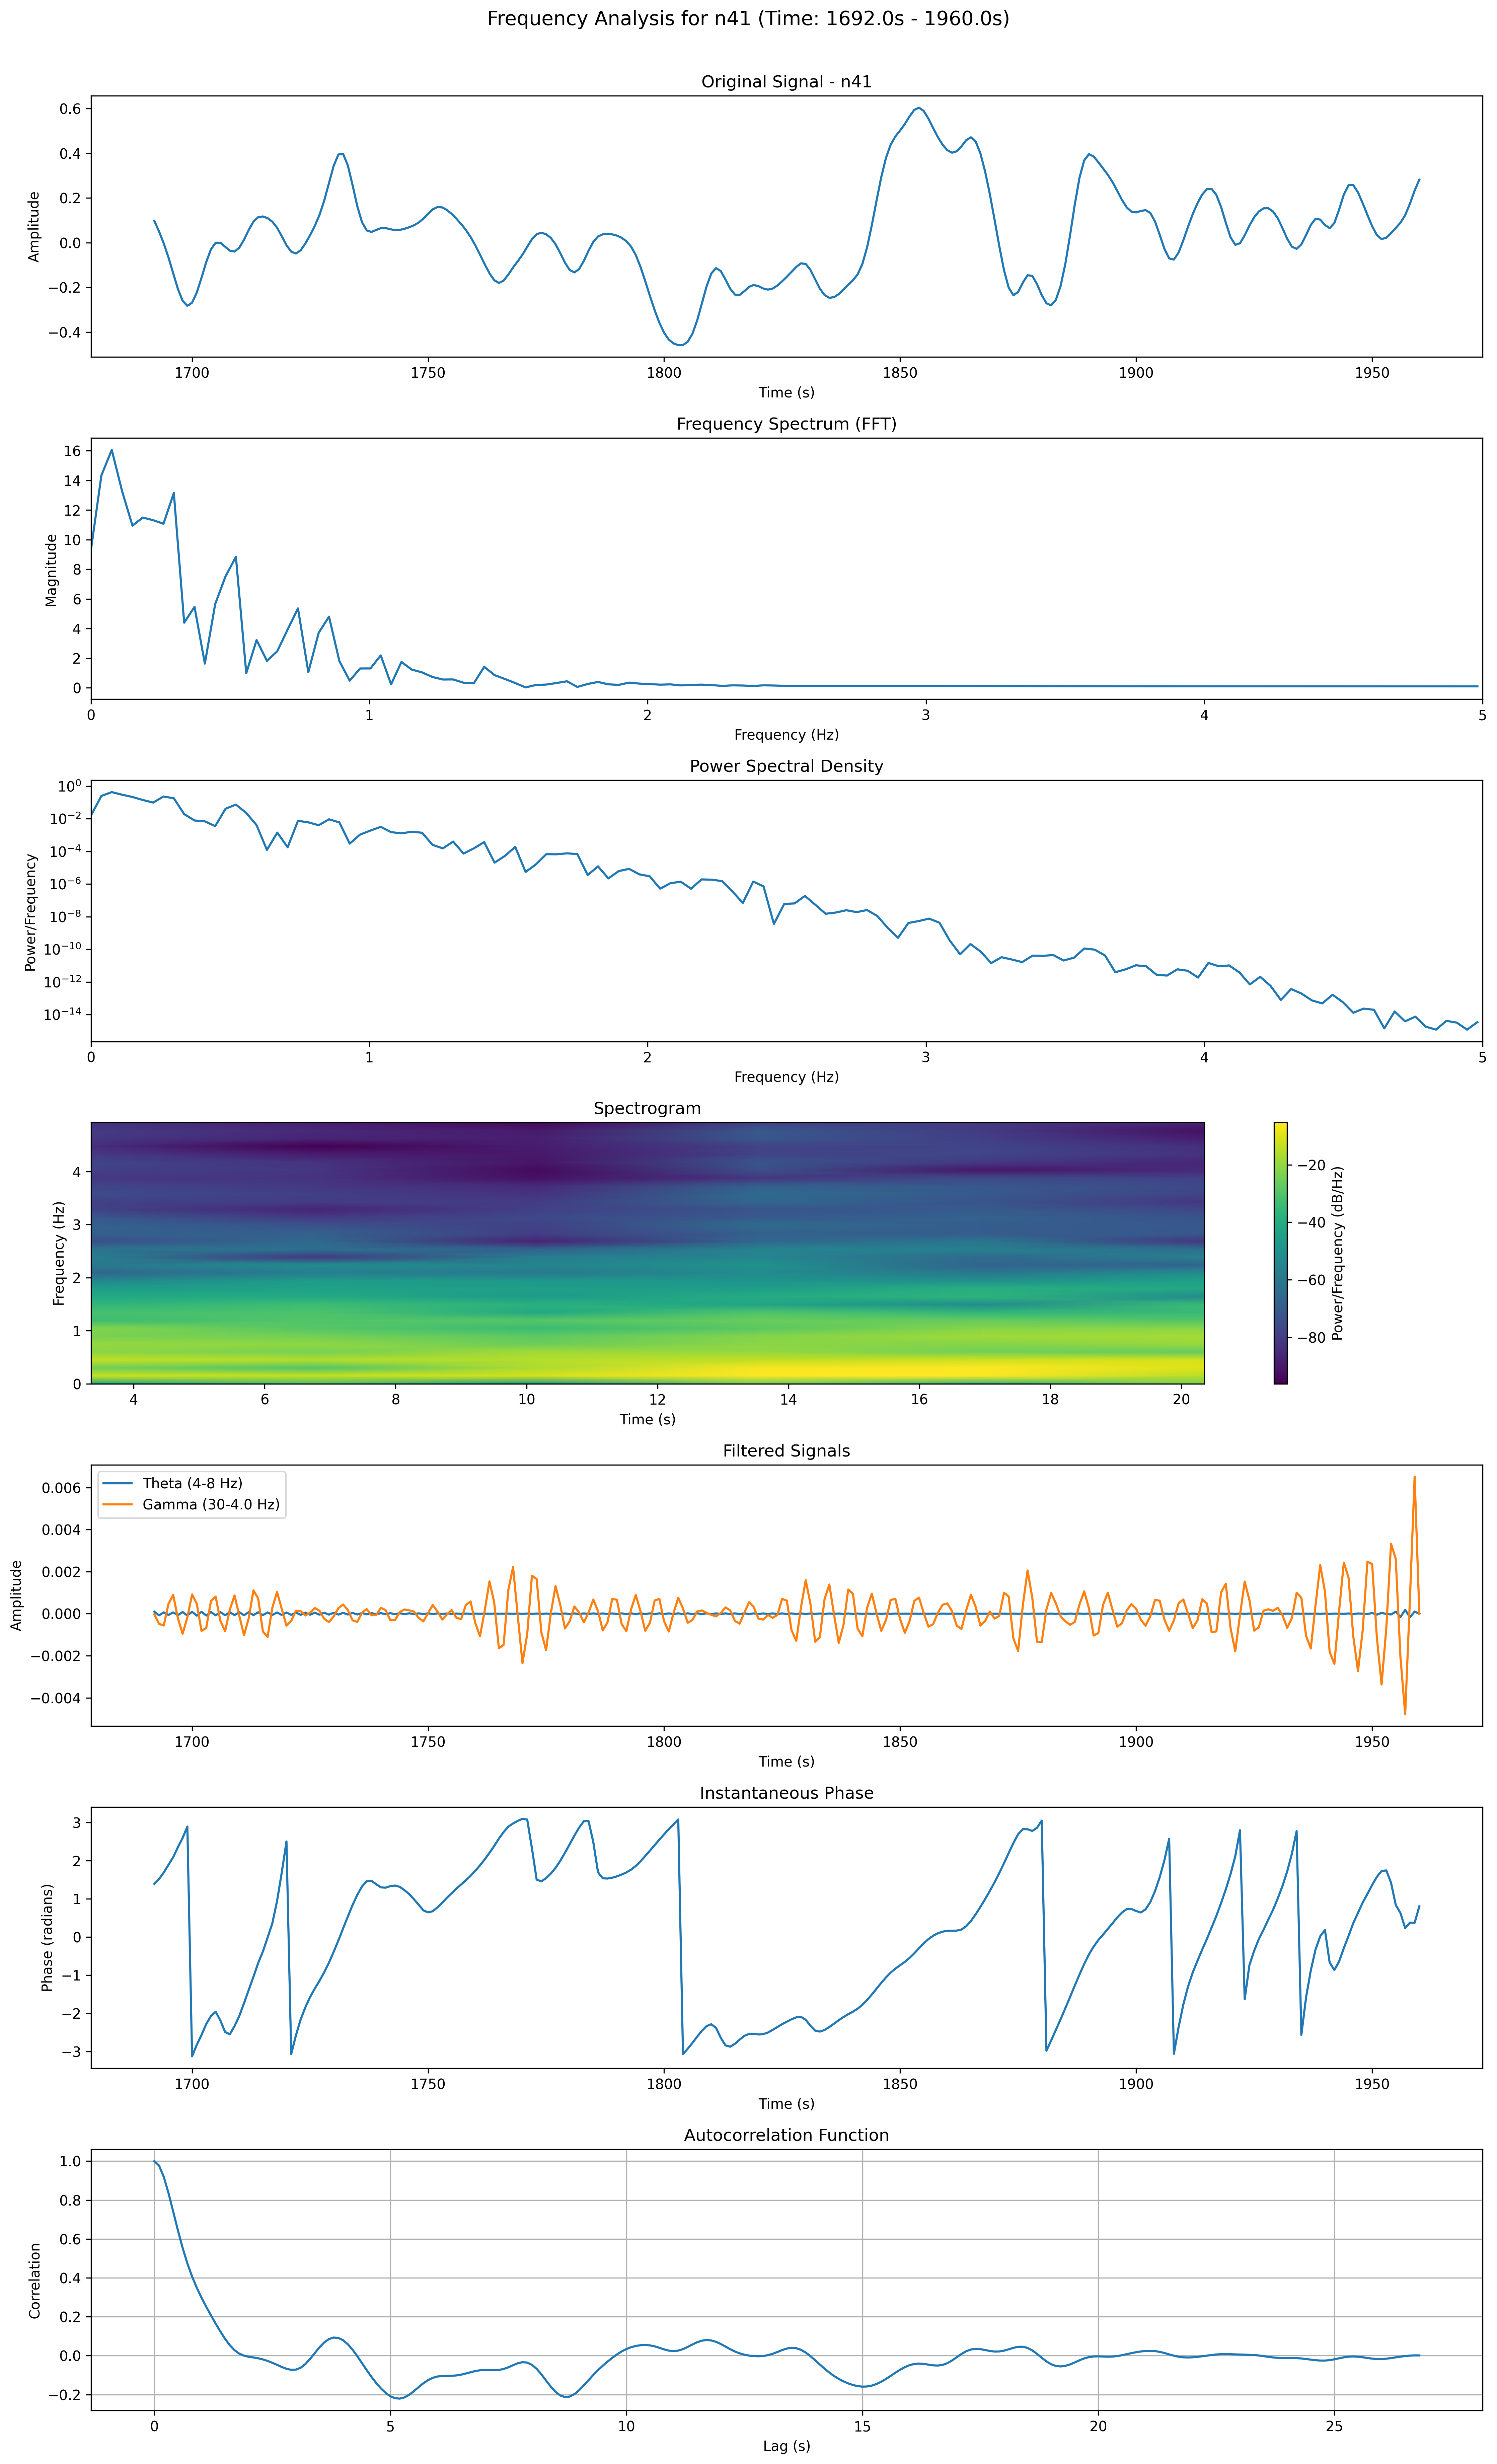 Frequency Analysis for n41 (Time: 1692.0s - 1960.0s)
Original Signal - n41
Amplitude
0.6
0.4
0.2
0.0
−0.2
−0.4
1700 1750 1800 1850 1900 1950
Time (s)
Frequency Spectrum (FFT)
Magnitude
16
14
12
10
8
6
4
2
0
0 1 2 3 4 5
Frequency (Hz)
Power Spectral Density
Power/Frequency
10⁰
10⁻²
10⁻⁴
10⁻⁶
10⁻⁸
10⁻¹⁰
10⁻¹²
10⁻¹⁴
0 1 2 3 4 5
Frequency (Hz)
Spectrogram
Frequency (Hz)
4
3
2
1
0
4 6 8 10 12 14 16 18 20
Time (s)
−20
−40
−60
−80
Power/Frequency (dB/Hz)
Filtered Signals
Theta (4-8 Hz)
Gamma (30-4.0 Hz)
Amplitude
0.006
0.004
0.002
0.000
−0.002
−0.004
1700 1750 1800 1850 1900 1950
Time (s)
Instantaneous Phase
Phase (radians)
3
2
1
0
−1
−2
−3
1700 1750 1800 1850 1900 1950
Time (s)
Autocorrelation Function
Correlation
1.0
0.8
0.6
0.4
0.2
0.0
−0.2
0 5 10 15 20 25
Lag (s)